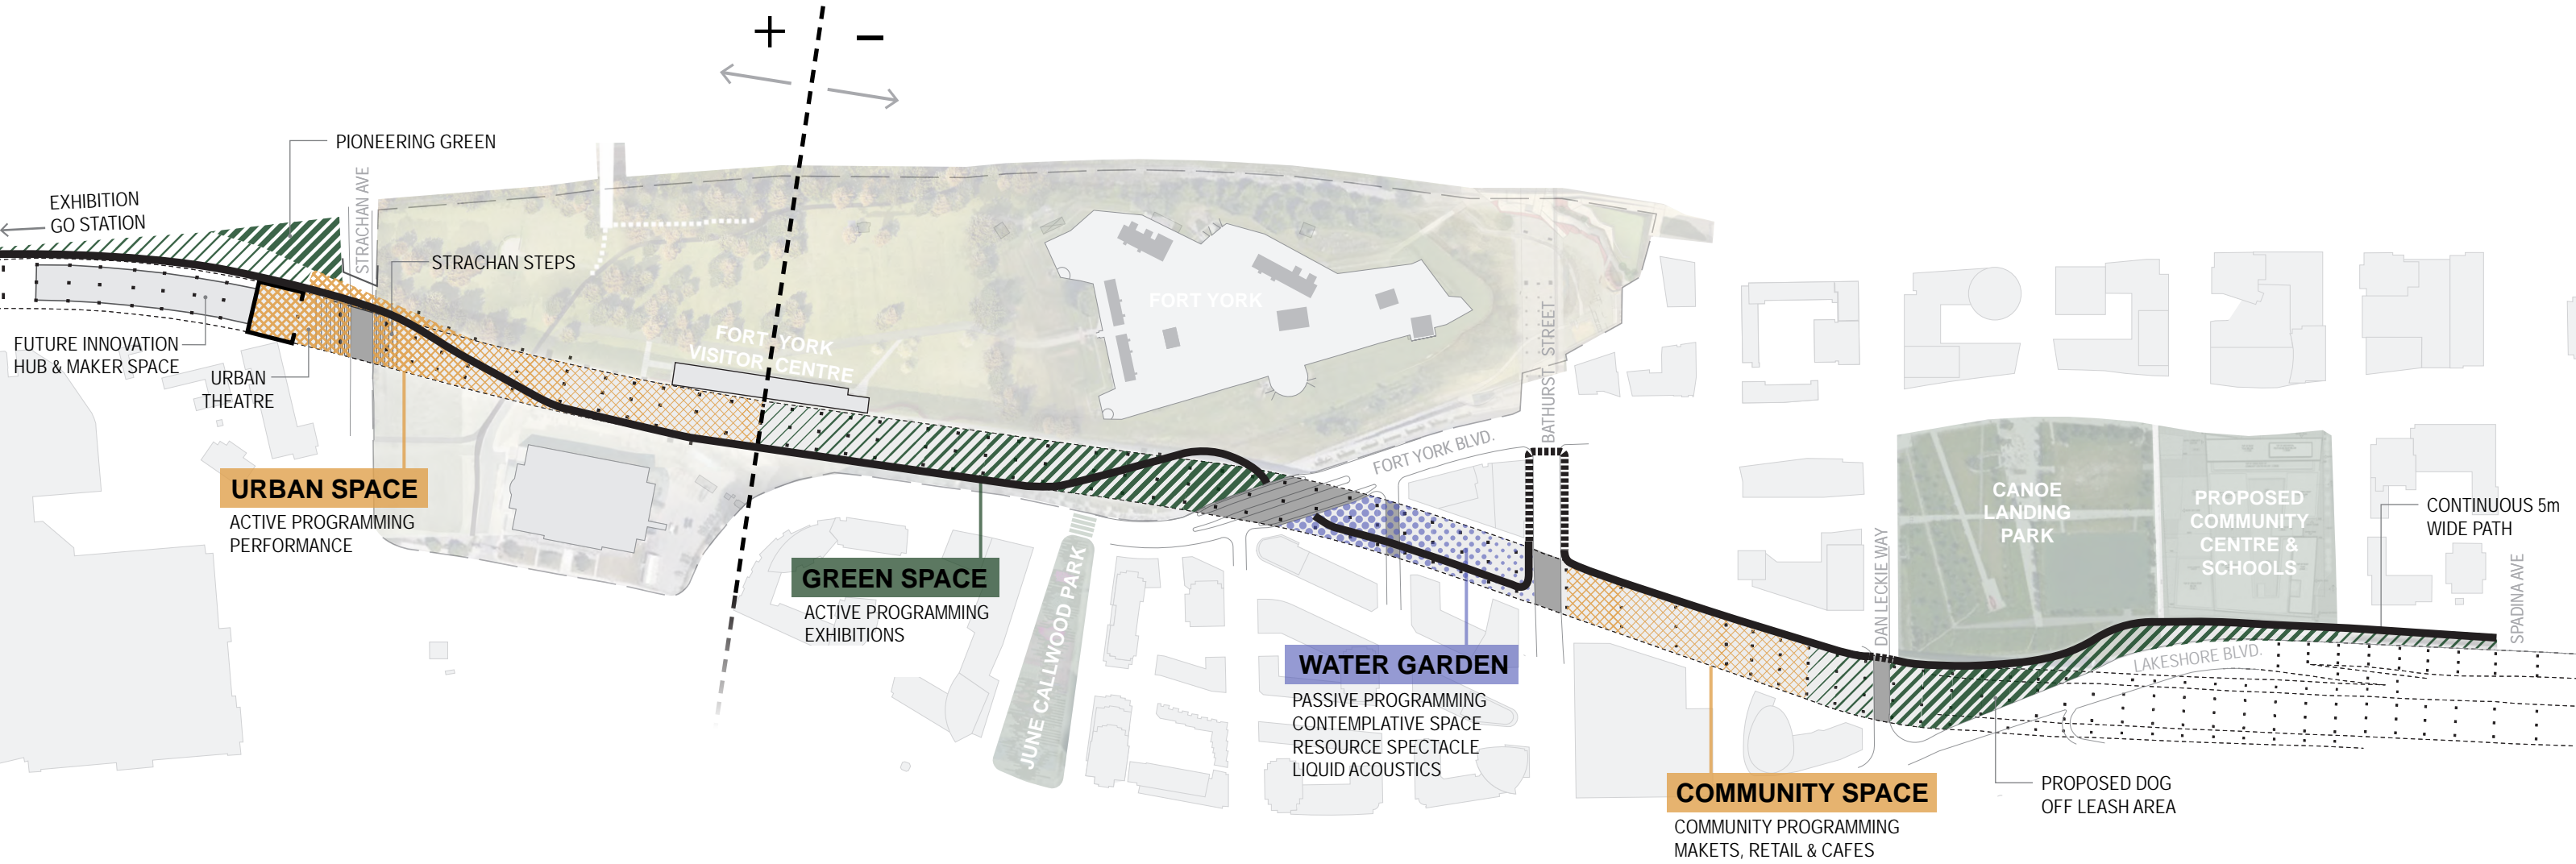 + −
PIONEERING GREEN
EXHIBITION
GO STATION
STRACHAN AVE
STRACHAN STEPS
FUTURE INNOVATION
HUB & MAKER SPACE
URBAN
THEATRE
URBAN SPACE
ACTIVE PROGRAMMING
PERFORMANCE
FORT YORK
VISITOR CENTRE
FORT YORK
GREEN SPACE
ACTIVE PROGRAMMING
EXHIBITIONS
JUNE CALLWOOD PARK
FORT YORK BLVD.
BATHURST STREET
WATER GARDEN
PASSIVE PROGRAMMING
CONTEMPLATIVE SPACE
RESOURCE SPECTACLE
LIQUID ACOUSTICS
COMMUNITY SPACE
COMMUNITY PROGRAMMING
MAKETS, RETAIL & CAFES
DAN LECKIE WAY
CANOE
LANDING
PARK
PROPOSED
COMMUNITY
CENTRE &
SCHOOLS
LAKESHORE BLVD.
PROPOSED DOG
OFF LEASH AREA
CONTINUOUS 5m
WIDE PATH
SPADINA AVE